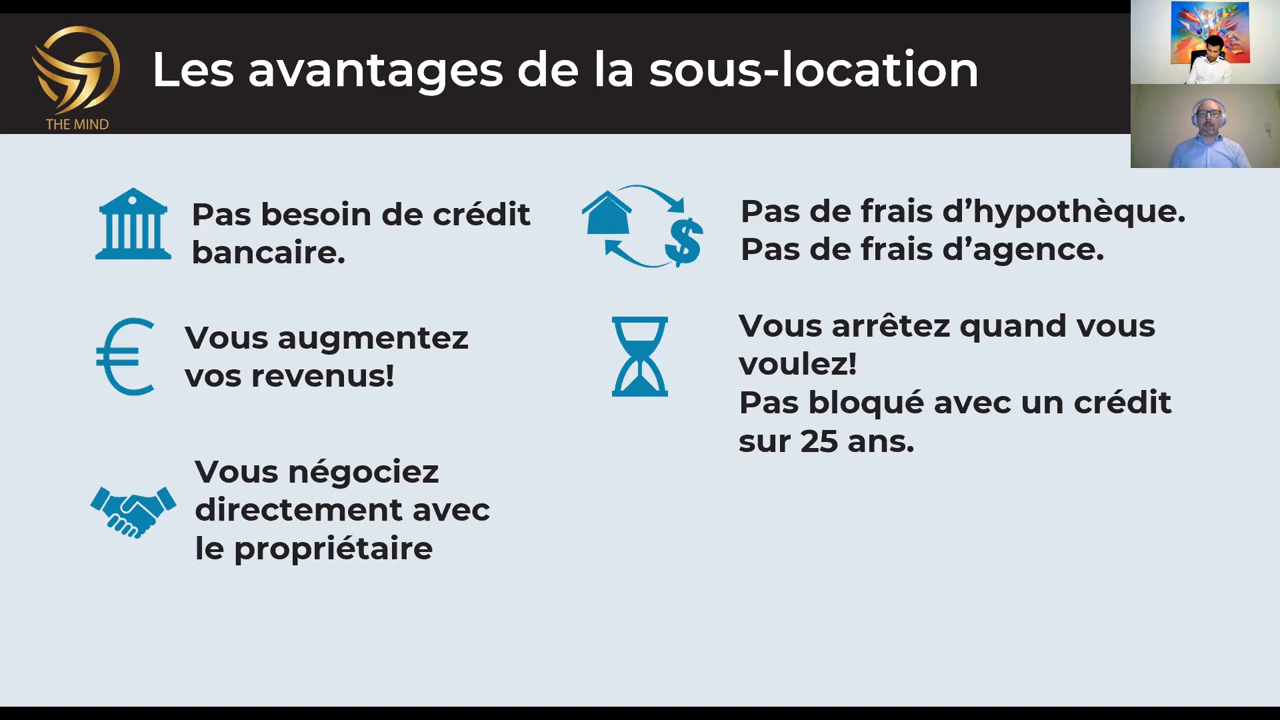 Les avantages de la sous-location
THE MIND
Pas besoin de crédit
bancaire.
Pas de frais d’hypothèque.
Pas de frais d’agence.
Vous augmentez
vos revenus!
Vous arrêtez quand vous
voulez!
Pas bloqué avec un crédit
sur 25 ans.
Vous négociez
directement avec
le propriétaire